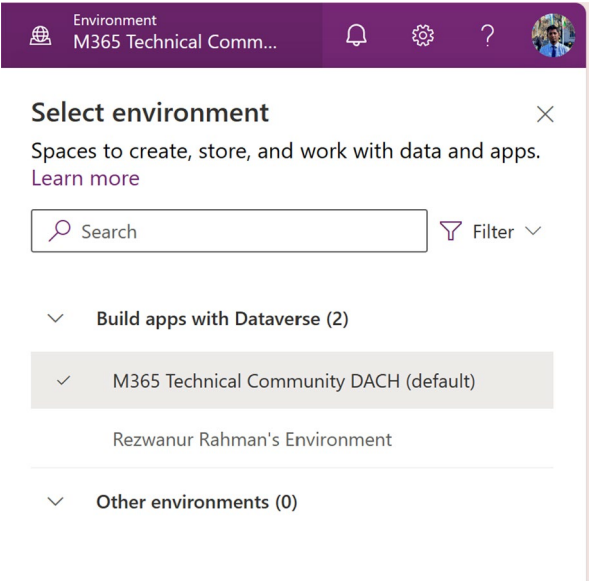 Environment
M365 Technical Comm...
Select environment
Spaces to create, store, and work with data and apps.
Learn more
Search
Filter
Build apps with Dataverse (2)
M365 Technical Community DACH (default)
Rezwanur Rahman's Environment
Other environments (0)